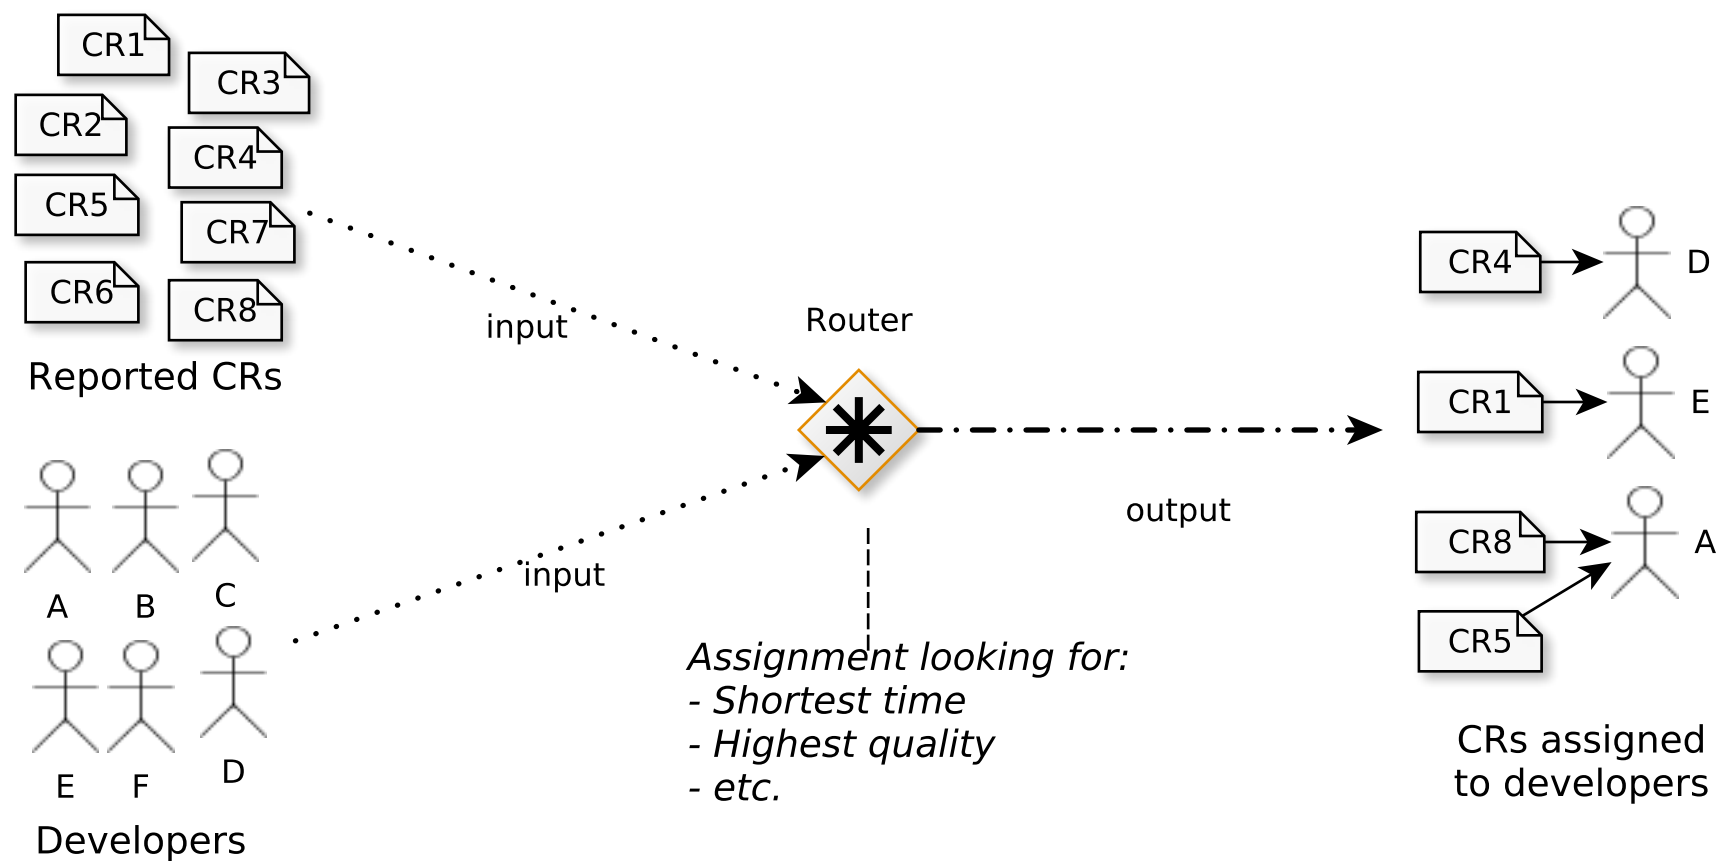 CR1
CR3
CR2
CR4
CR5
CR7
CR6
CR8
Reported CRs
A
B
C
E
F
D
Developers
input
input
Router
Assignment looking for:
- Shortest time
- Highest quality
- etc.
output
CR4
D
CR1
E
CR8
A
CR5
CRs assigned
to developers